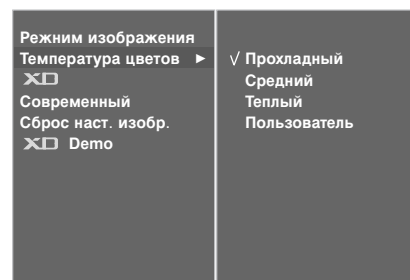 Режим изображения
Температура цветов ►
XD
Современный
Сброс наст. изобр.
XD Demo
√ Прохладный
Средний
Теплый
Пользователь